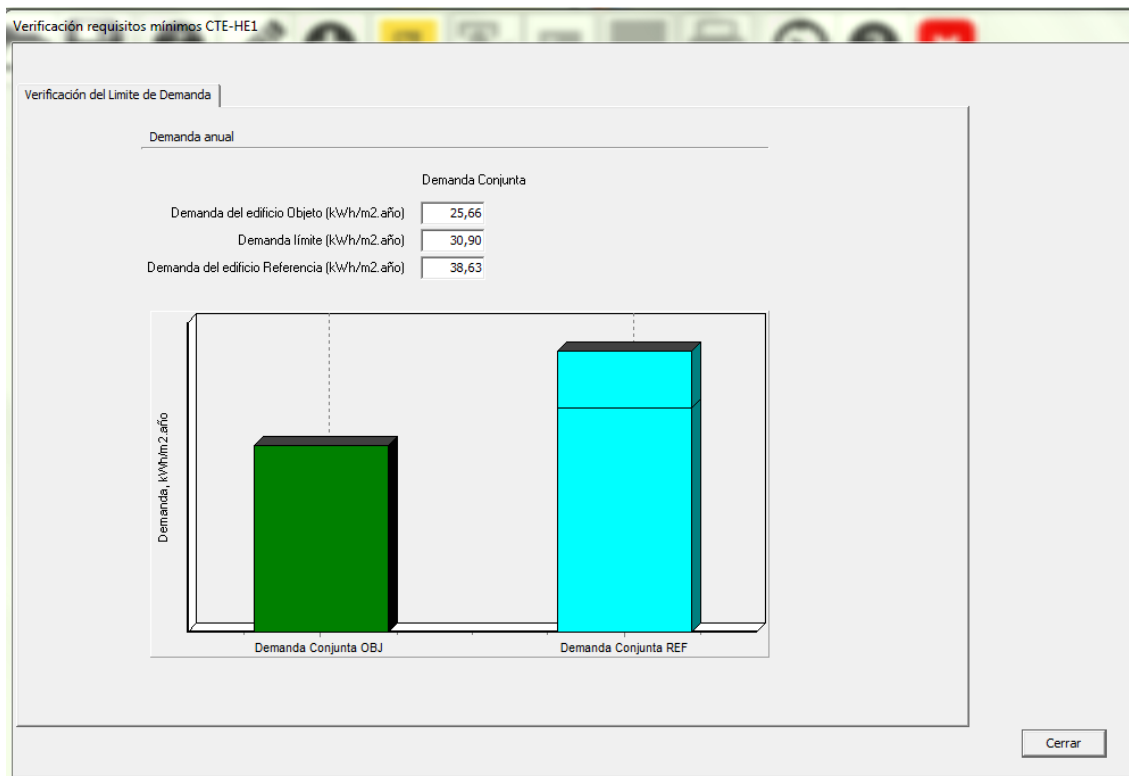 Verificación requisitos mínimos CTE-HE1
Verificación del Limite de Demanda
Demanda anual
Demanda Conjunta
Demanda del edificio Objeto (kWh/m2.año) 25,66
Demanda límite (kWh/m2.año) 30,90
Demanda del edificio Referencia (kWh/m2.año) 38,63
Demanda, kWh/m2.año
Demanda Conjunta OBJ Demanda Conjunta REF
Cerrar